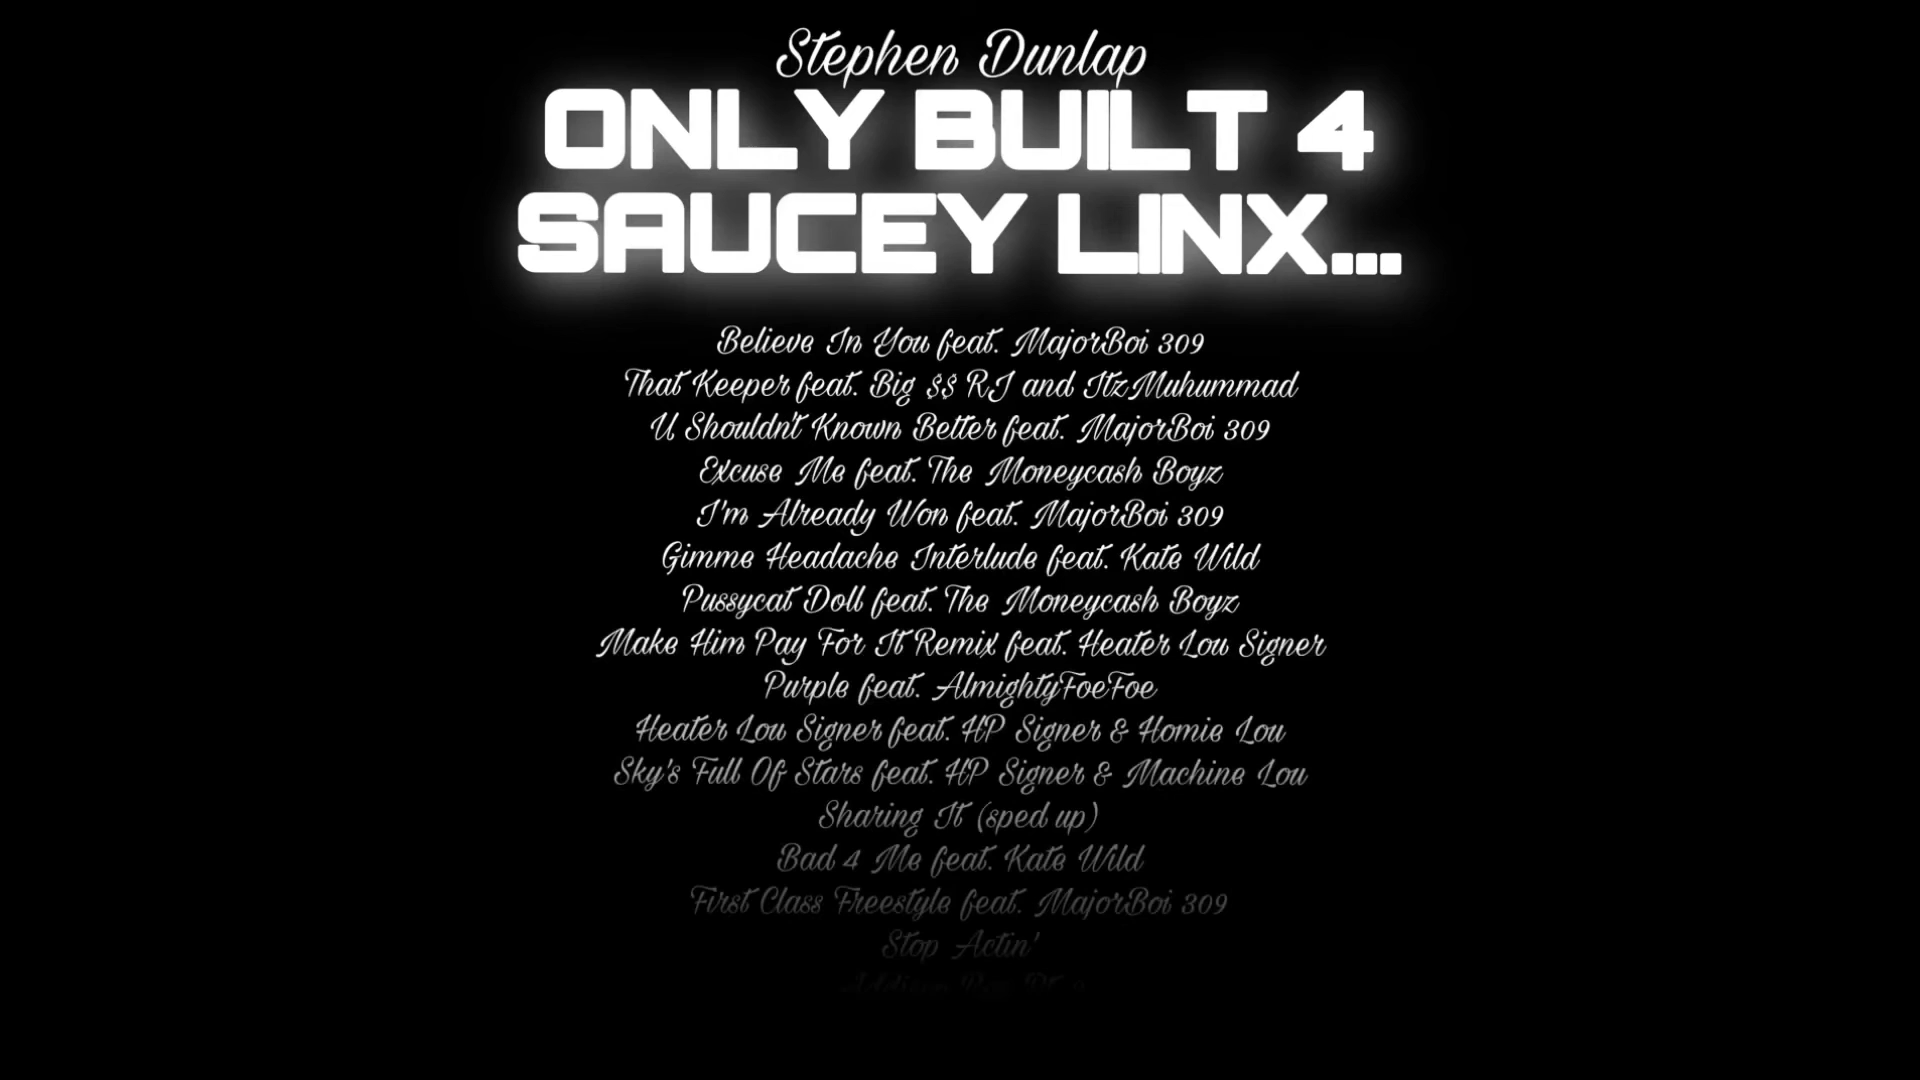 Stephen Dunlap
ONLY BUILT 4
SAUCEY LINX...
Believe In You feat. MajorBoi 309
That Keeper feat. Big $$ RJ and ItzMuhummad
U Shouldn't Known Better feat. MajorBoi 309
Excuse Me feat. The Moneycash Boyz
I'm Already Won feat. MajorBoi 309
Gimme Headache Interlude feat. Kate Wild
Pussycat Doll feat. The Moneycash Boyz
Make Him Pay For It Remix feat. Heater Lou Signer
Purple feat. AlmightyFoeFoe
Heater Lou Signer feat. HP Signer & Homie Lou
Sky's Full Of Stars feat. HP Signer & Machine Lou
Sharing It (sped up)
Bad 4 Me feat. Kate Wild
First Class Freestyle feat. MajorBoi 309
Stop Actin'